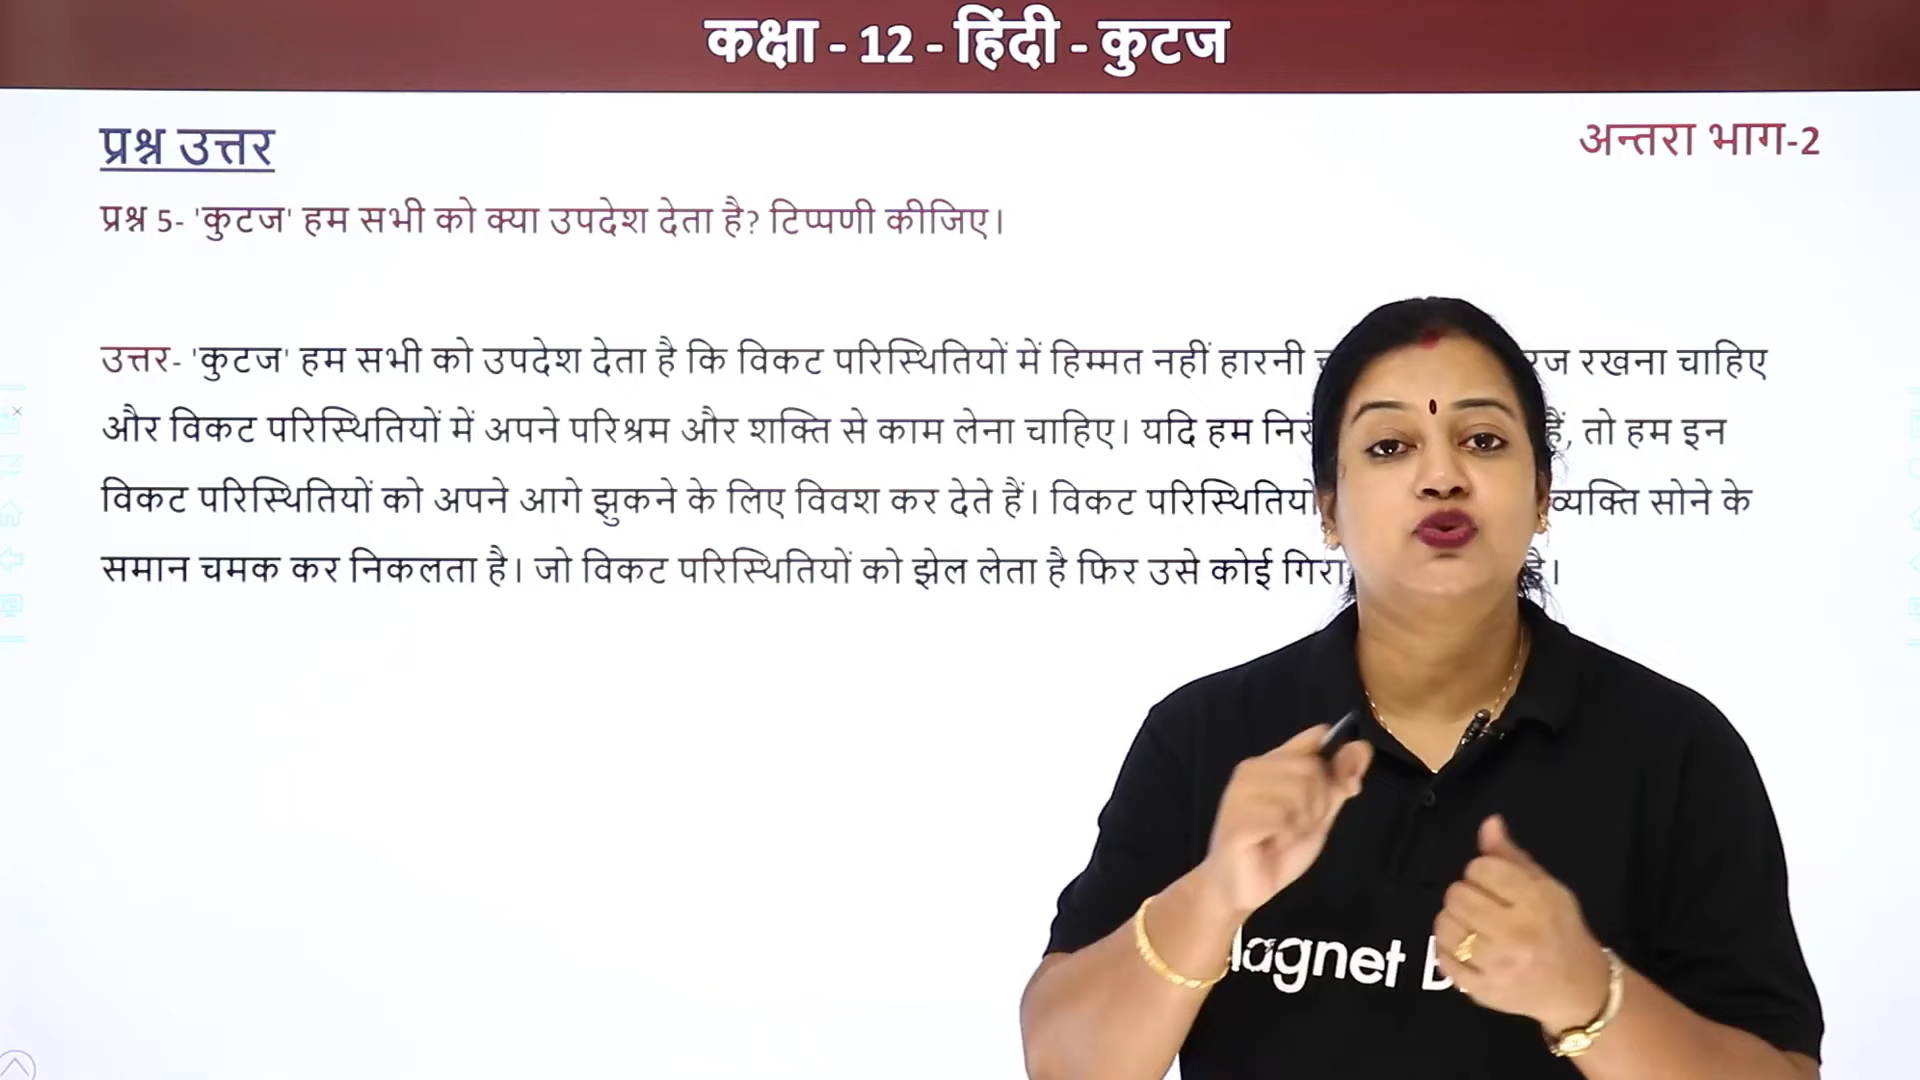 कक्षा - 12 - हिंदी - कुटज
प्रश्न उत्तर
अन्तरा भाग-2
प्रश्न 5- 'कुटज' हम सभी को क्या उपदेश देता है? टिप्पणी कीजिए।
उत्तर- 'कुटज' हम सभी को उपदेश देता है कि विकट परिस्थितियों में हिम्मत नहीं हारनी रखना चाहिए
और विकट परिस्थितियों में अपने परिश्रम और शक्ति से काम लेना चाहिए। यदि हम हैं, तो हम इन
विकट परिस्थितियों को अपने आगे झुकने के लिए विवश कर देते हैं। विकट व्यक्ति सोने के
समान चमक कर निकलता है। जो विकट परिस्थितियों को झेल लेता है फिर उसे कोई है।
agnet